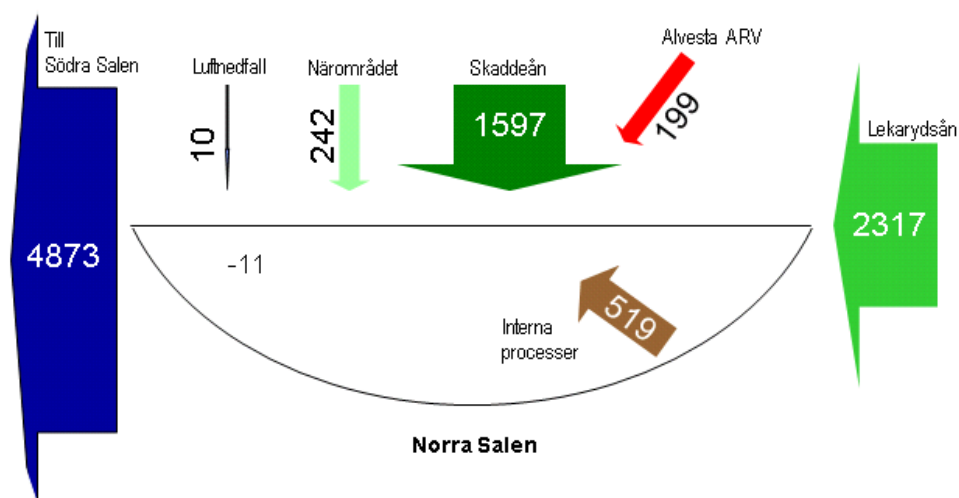 Till
Södra Salen
Luftnedfall
Närområdet
Skaddeån
Alvesta ARV
Lekarydsån
10
242
1597
199
2317
4873
-11
519
Interna
processer
Norra Salen